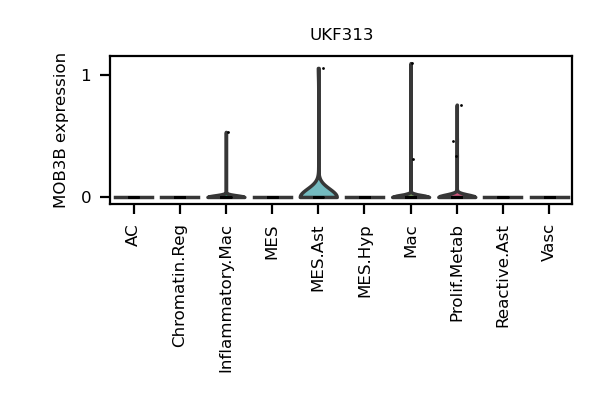 UKF313
MOB3B expression
1
0
AC
Chromatin.Reg
Inflammatory.Mac
MES
MES.Ast
MES.Hyp
Mac
Prolif.Metab
Reactive.Ast
Vasc